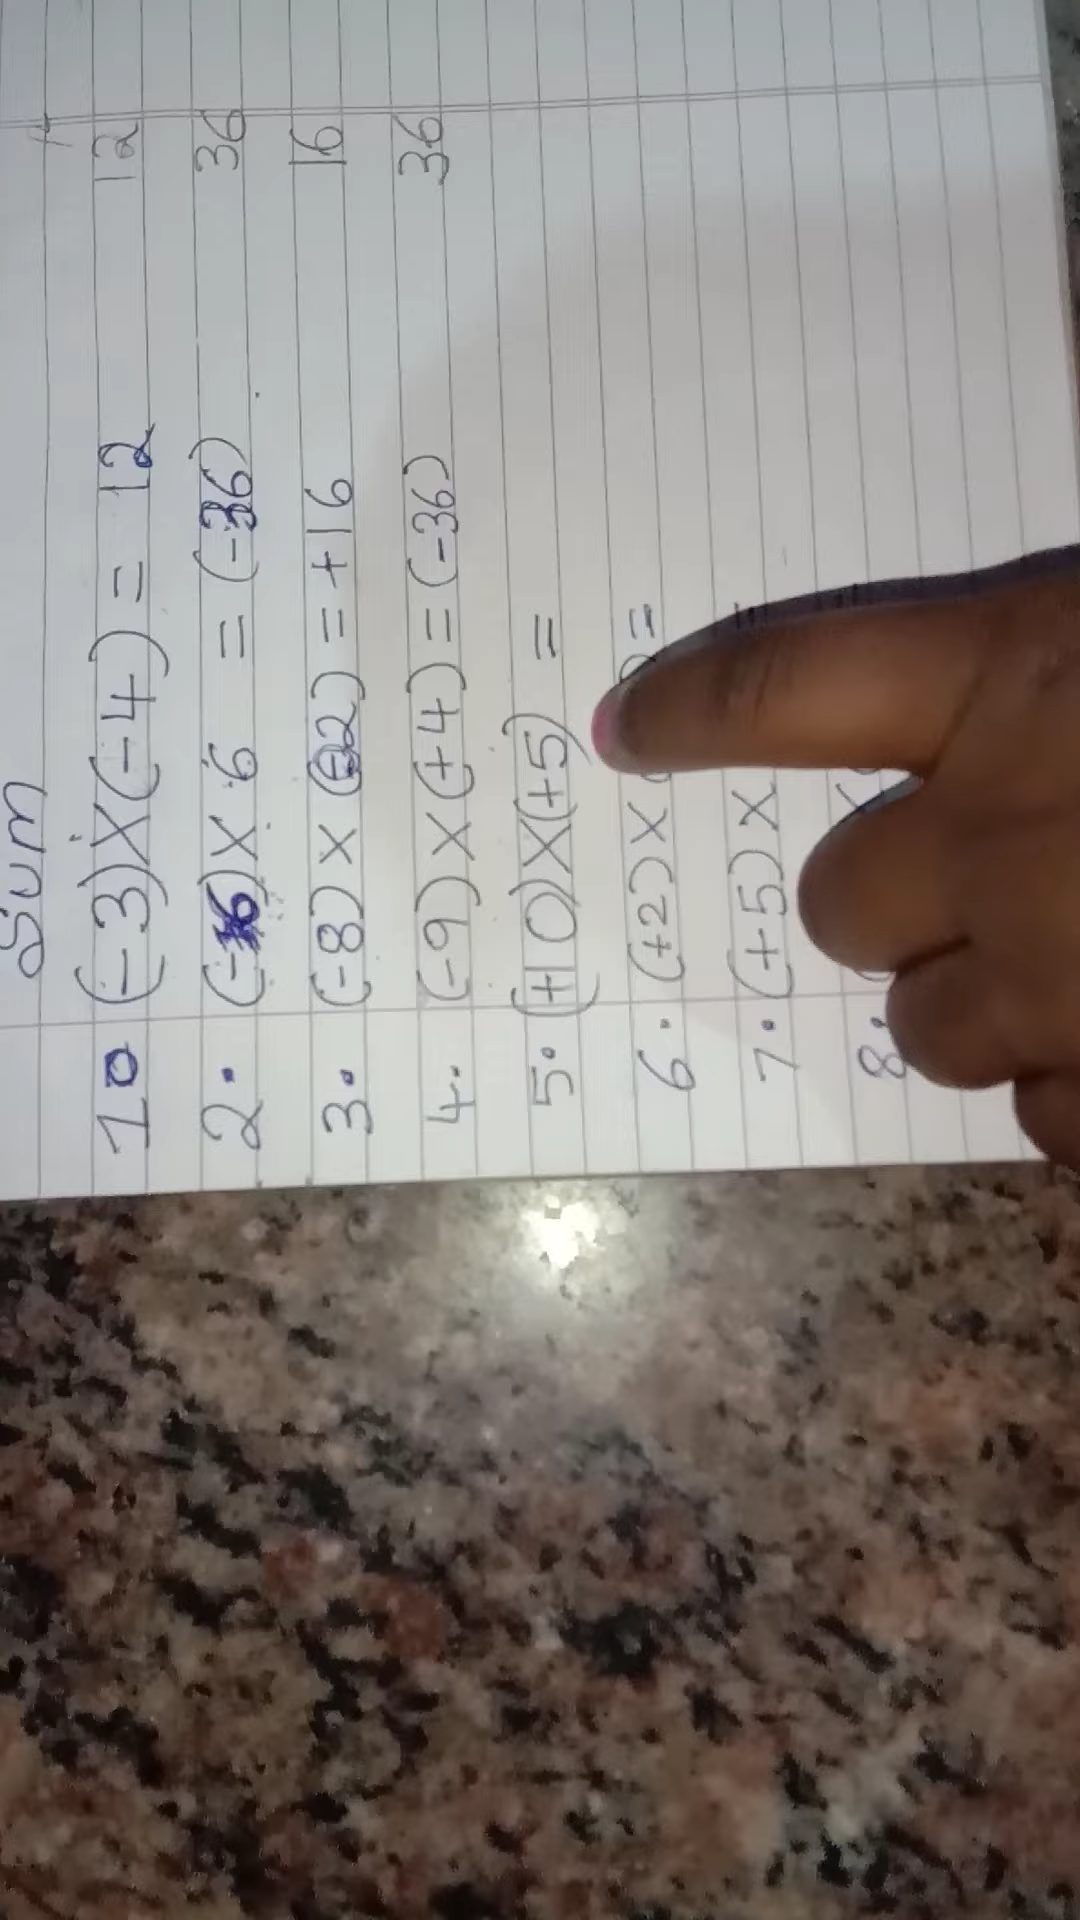 Sum
1. (-3)×(-4) = 12 12
2. (-6)× 6 = (-36) 36
3. (-8) × (-2) = +16 16
4. (-9) × (+4) = (-36) 36
5. (+10)×(+5) =
6. (+2) × ( ) =
7. (+5) ×
8. ( ×